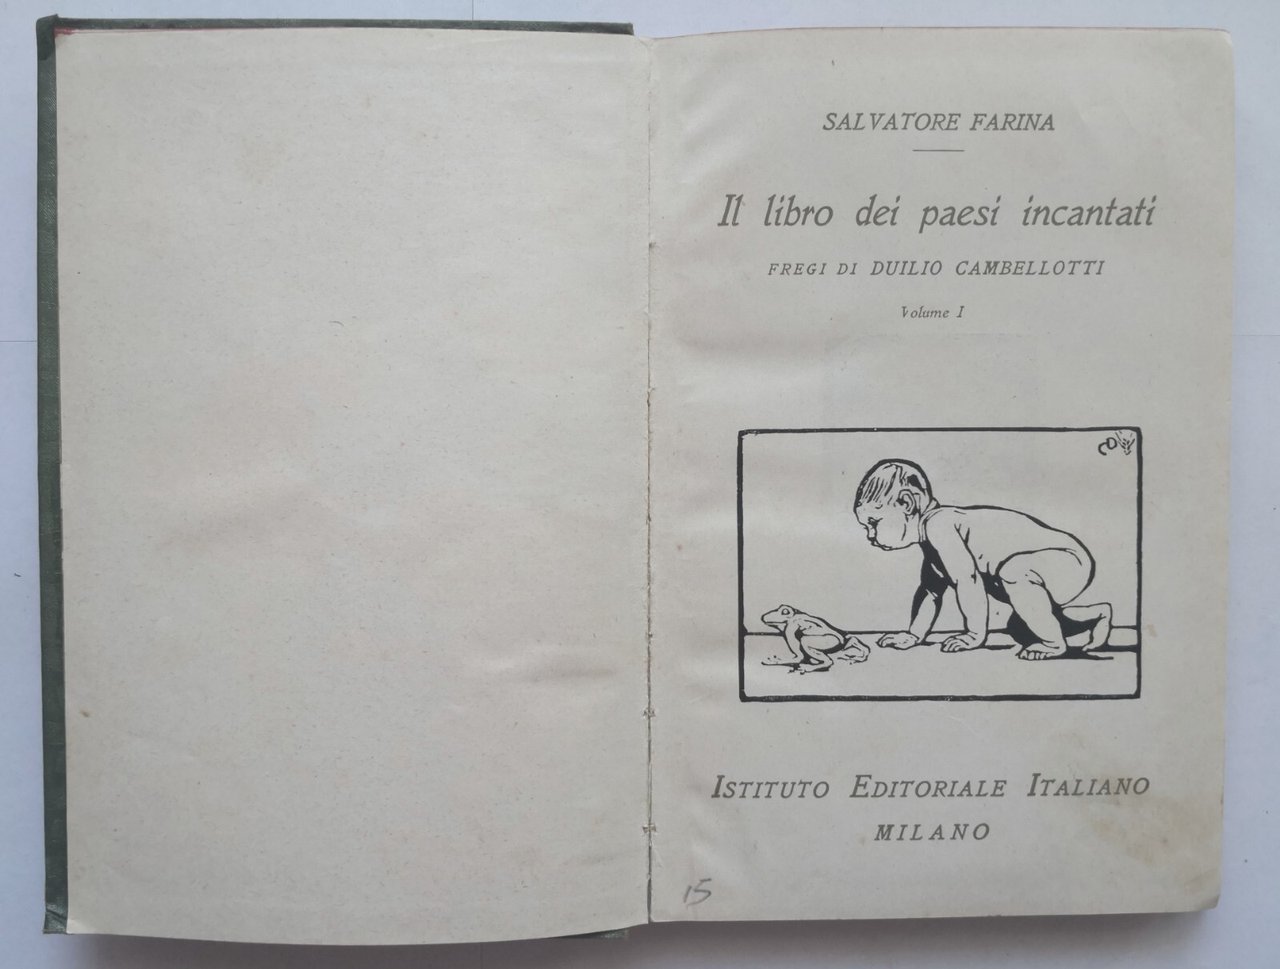 SALVATORE FARINA
Il libro dei paesi incantati
FREGI DI DUILIO CAMBELLOTTI
Volume I
ISTITUTO EDITORIALE ITALIANO
MILANO
15